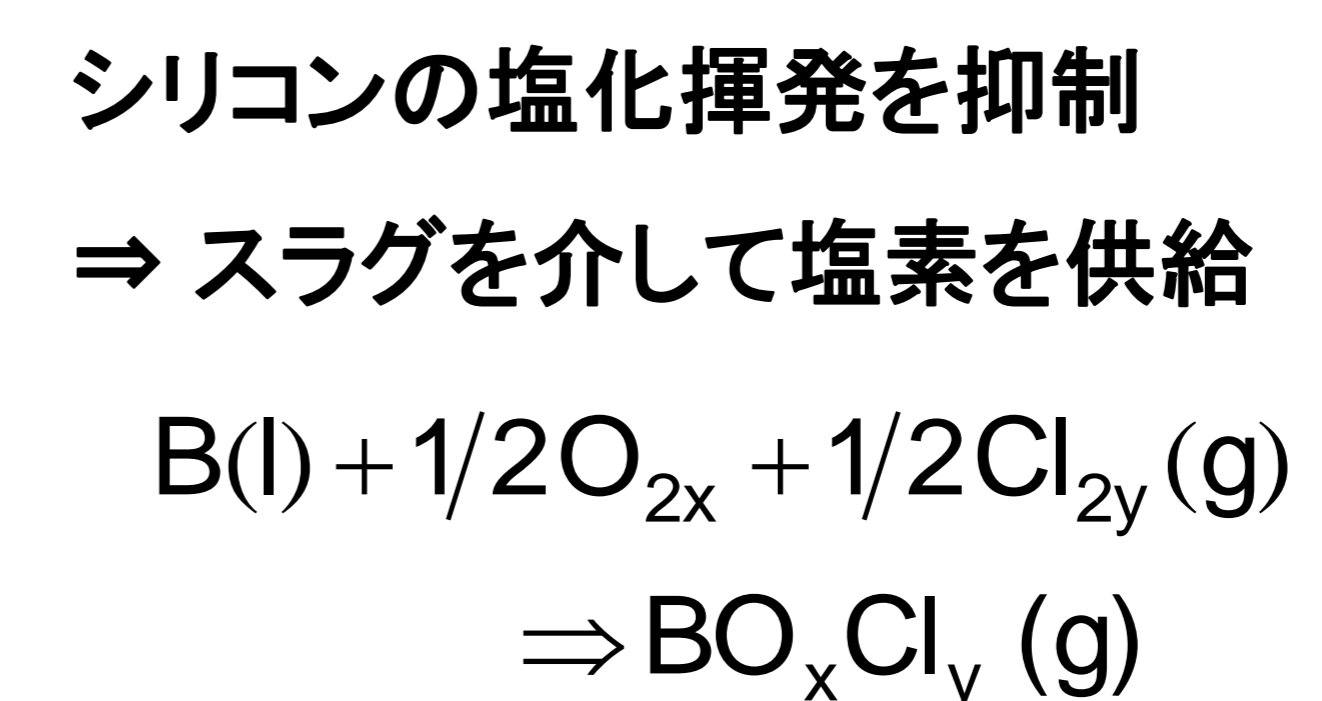 シリコンの塩化揮発を抑制
⇒ スラグを介して塩素を供給
B(l) + 1/2O₂ₓ + 1/2Cl₂y (g)
⇒ BOₓCly (g)